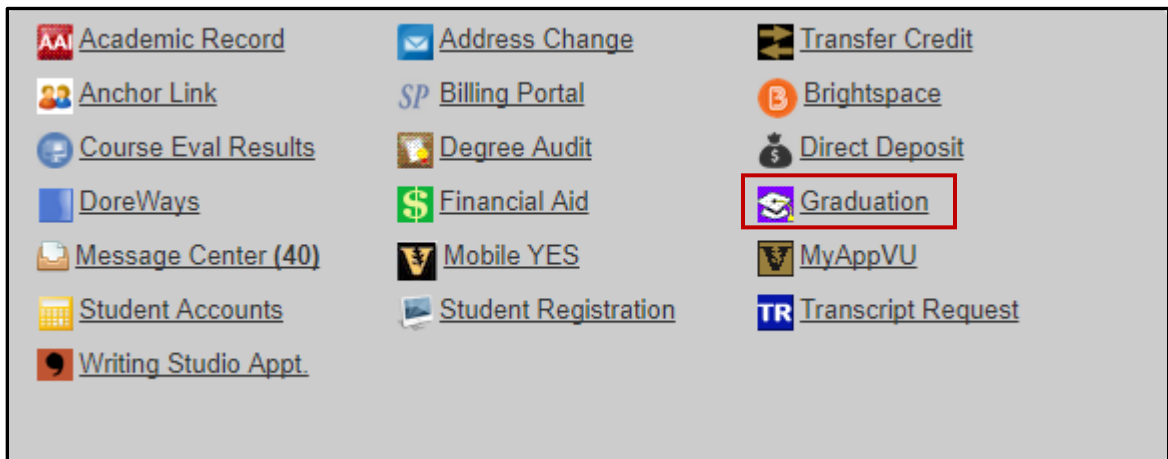 AAI Academic Record
Address Change
Transfer Credit
Anchor Link
SP Billing Portal
B Brightspace
Course Eval Results
Degree Audit
$ Direct Deposit
DoreWays
$ Financial Aid
Graduation
Message Center (40)
V Mobile YES
V MyAppVU
Student Accounts
Student Registration
TR Transcript Request
Writing Studio Appt.